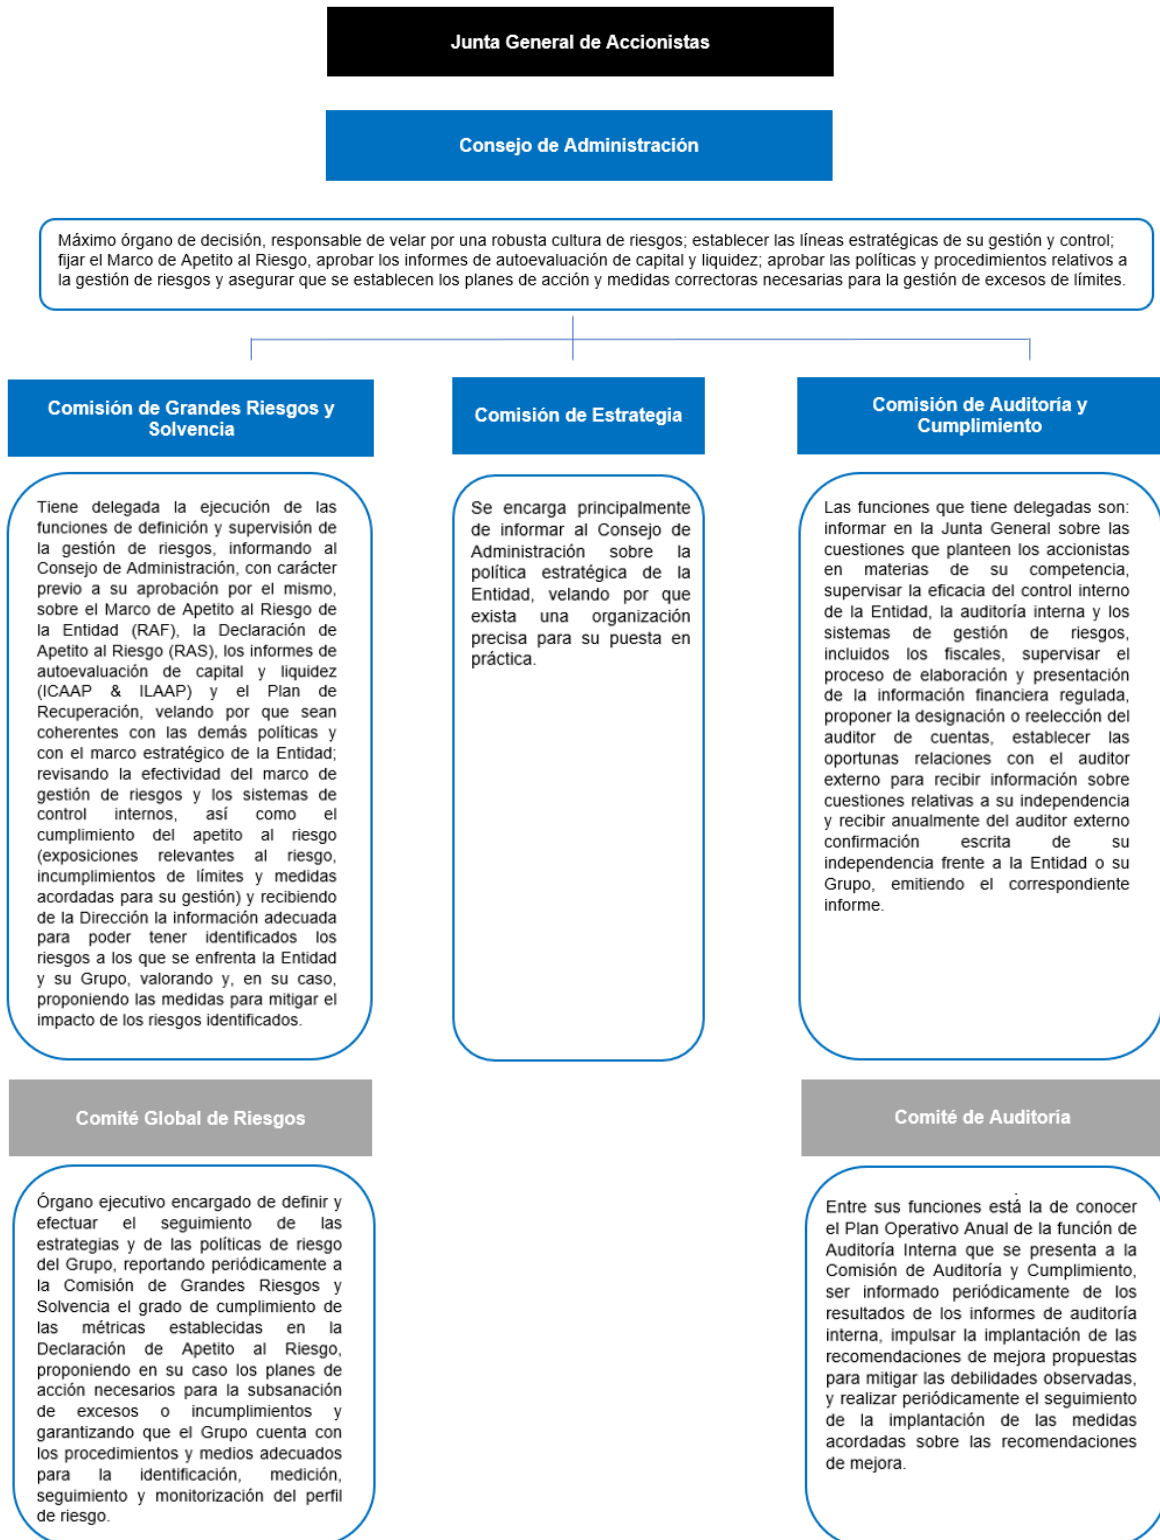 Junta General de Accionistas
Consejo de Administración
Máximo órgano de decisión, responsable de velar por una robusta cultura de riesgos; establecer las líneas estratégicas de su gestión y control;
fijar el Marco de Apetito al Riesgo, aprobar los informes de autoevaluación de capital y liquidez; aprobar las políticas y procedimientos relativos a
la gestión de riesgos y asegurar que se establecen los planes de acción y medidas correctoras necesarias para la gestión de excesos de límites.
Comisión de Grandes Riesgos y
Solvencia
Tiene delegada la ejecución de las
funciones de definición y supervisión de
la gestión de riesgos, informando al
Consejo de Administración, con carácter
previo a su aprobación por el mismo,
sobre el Marco de Apetito al Riesgo de
la Entidad (RAF), la Declaración de
Apetito al Riesgo (RAS), los informes de
autoevaluación de capital y liquidez
(ICAAP & ILAAP) y el Plan de
Recuperación, velando por que sean
coherentes con las demás políticas y
con el marco estratégico de la Entidad;
revisando la efectividad del marco de
gestión de riesgos y los sistemas de
control internos, así como el
cumplimiento del apetito al riesgo
(exposiciones relevantes al riesgo,
incumplimientos de límites y medidas
acordadas para su gestión) y recibiendo
de la Dirección la información adecuada
para poder tener identificados los
riesgos a los que se enfrenta la Entidad
y su Grupo, valorando y, en su caso,
proponiendo las medidas para mitigar el
impacto de los riesgos identificados.
Comisión de Estrategia
Se encarga principalmente
de informar al Consejo de
Administración sobre la
política estratégica de la
Entidad, velando por que
exista una organización
precisa para su puesta en
práctica.
Comisión de Auditoría y
Cumplimiento
Las funciones que tiene delegadas son:
informar en la Junta General sobre las
cuestiones que planteen los accionistas
en materias de su competencia,
supervisar la eficacia del control interno
de la Entidad, la auditoría interna y los
sistemas de gestión de riesgos,
incluidos los fiscales, supervisar el
proceso de elaboración y presentación
de la información financiera regulada,
proponer la designación o reelección del
auditor de cuentas, establecer las
oportunas relaciones con el auditor
externo para recibir información sobre
cuestiones relativas a su independencia
y recibir anualmente del auditor externo
confirmación escrita de su
independencia frente a la Entidad o su
Grupo, emitiendo el correspondiente
informe.
Comité Global de Riesgos
Órgano ejecutivo encargado de definir y
efectuar el seguimiento de las
estrategias y de las políticas de riesgo
del Grupo, reportando periódicamente a
la Comisión de Grandes Riesgos y
Solvencia el grado de cumplimiento de
las métricas establecidas en la
Declaración de Apetito al Riesgo,
proponiendo en su caso los planes de
acción necesarios para la subsanación
de excesos o incumplimientos y
garantizando que el Grupo cuenta con
los procedimientos y medios adecuados
para la identificación, medición,
seguimiento y monitorización del perfil
de riesgo.
Comité de Auditoría
.
Entre sus funciones está la de conocer
el Plan Operativo Anual de la función de
Auditoría Interna que se presenta a la
Comisión de Auditoría y Cumplimiento,
ser informado periódicamente de los
resultados de los informes de auditoría
interna, impulsar la implantación de las
recomendaciones de mejora propuestas
para mitigar las debilidades observadas,
y realizar periódicamente el seguimiento
de la implantación de las medidas
acordadas sobre las recomendaciones
de mejora.